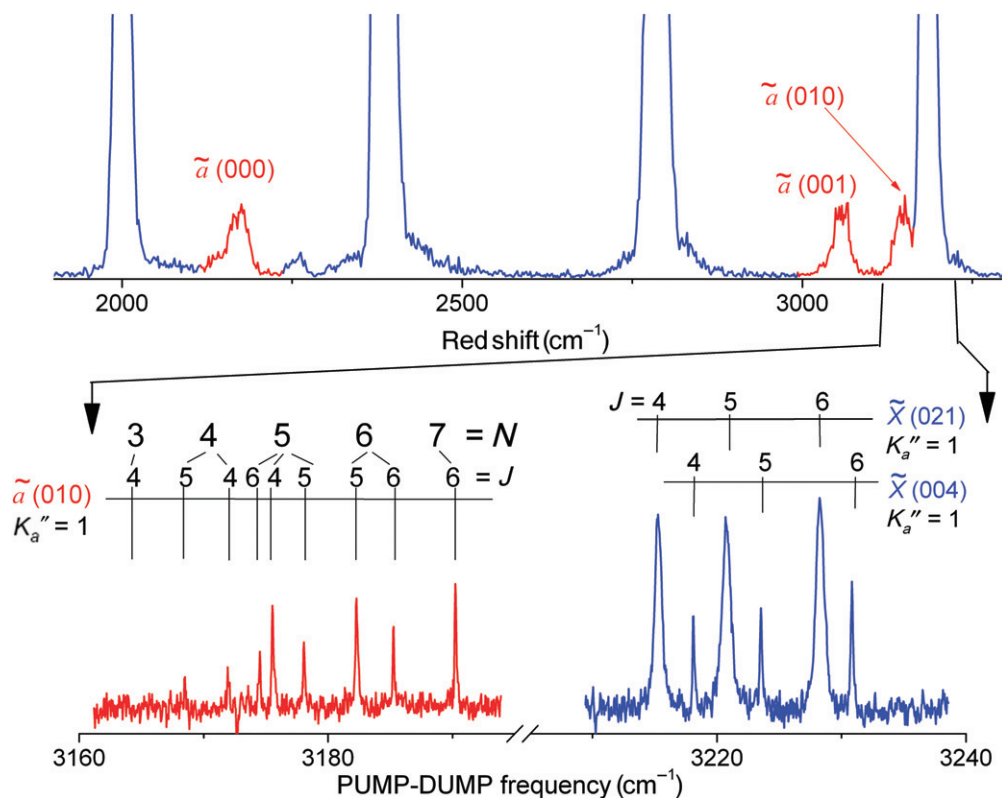 ã (010)
ã (000)
ã (001)
2000 2500 3000
Red shift (cm⁻¹)
J = 4 5 6
X̃ (021)
Kₐ″ = 1
3 4 5 6 7 = N
4 5 6
X̃ (004)
Kₐ″ = 1
4 5 4 6 4 5 5 6 6 = J
ã (010)
Kₐ″ = 1
3160 3180 3220 3240
PUMP-DUMP frequency (cm⁻¹)